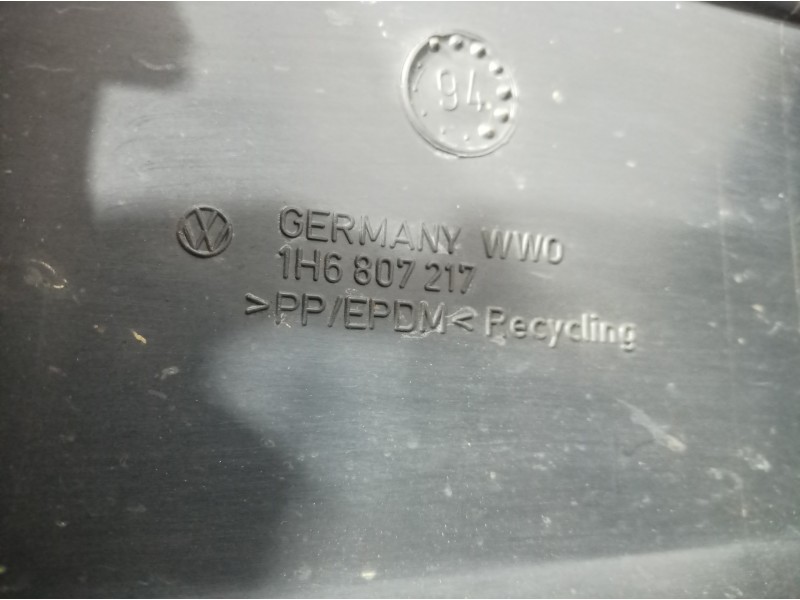 94
GERMANY WWO
1H6 807 217
>PP/EPDM< Recycling